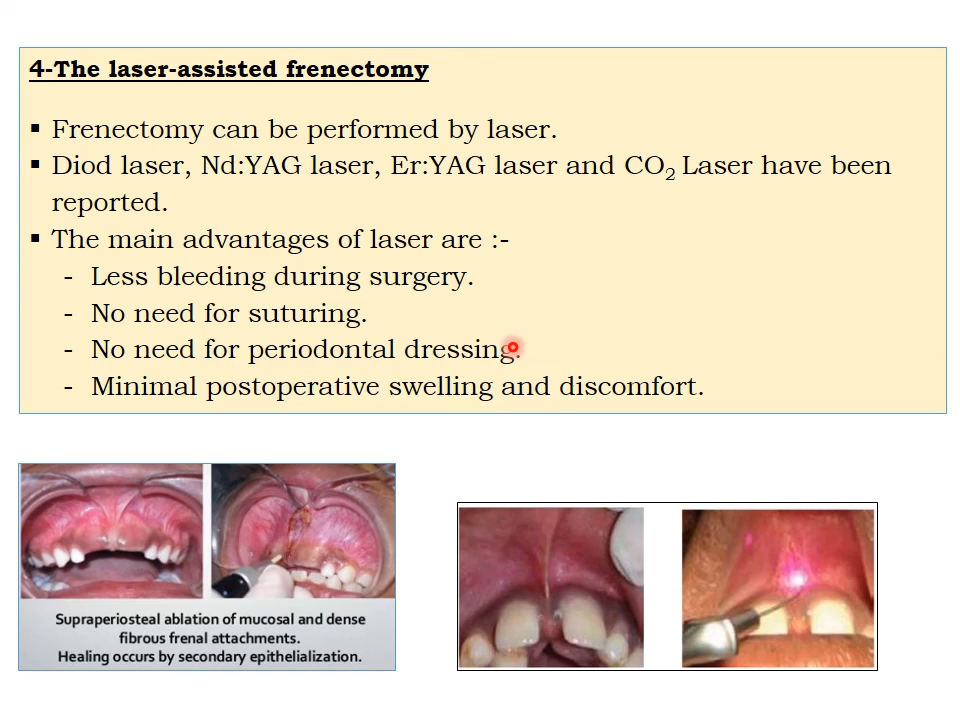 4-The laser-assisted frenectomy
▪ Frenectomy can be performed by laser.
▪ Diod laser, Nd:YAG laser, Er:YAG laser and CO₂ Laser have been
reported.
▪ The main advantages of laser are :-
- Less bleeding during surgery.
- No need for suturing.
- No need for periodontal dressing.
- Minimal postoperative swelling and discomfort.
Supraperiosteal ablation of mucosal and dense
fibrous frenal attachments.
Healing occurs by secondary epithelialization.